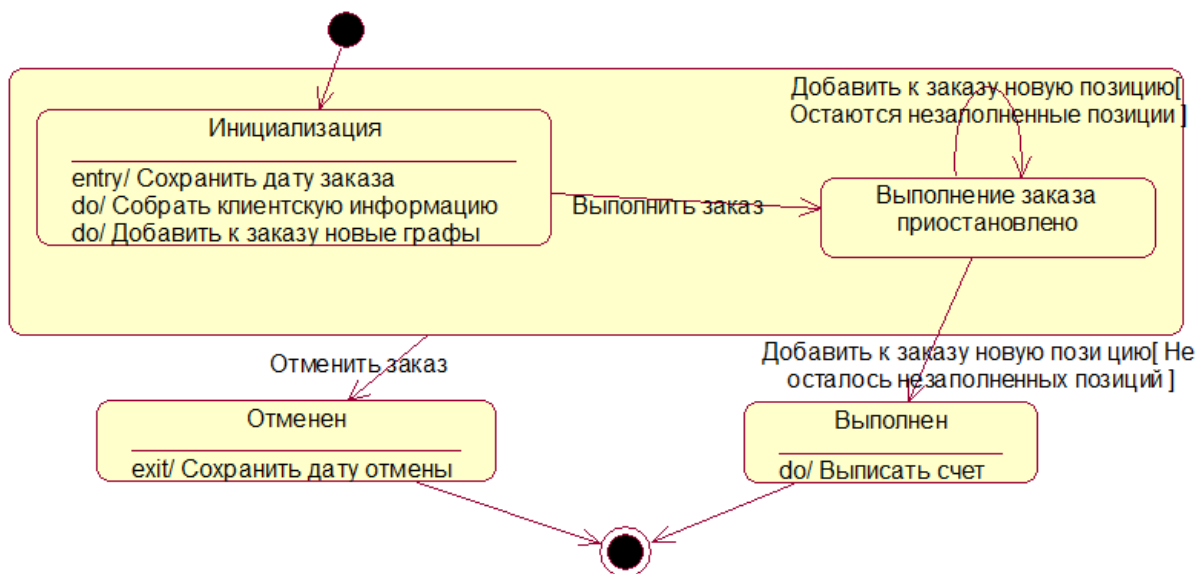 Добавить к заказу новую позицию[
Остаются незаполненные позиции ]
Инициализация
entry/ Сохранить дату заказа
do/ Собрать клиентскую информацию
do/ Добавить к заказу новые графы
Выполнить заказ
Выполнение заказа
приостановлено
Отменить заказ
Добавить к заказу новую пози цию[ Не
осталось незаполненных позиций ]
Отменен
exit/ Сохранить дату отмены
Выполнен
do/ Выписать счет